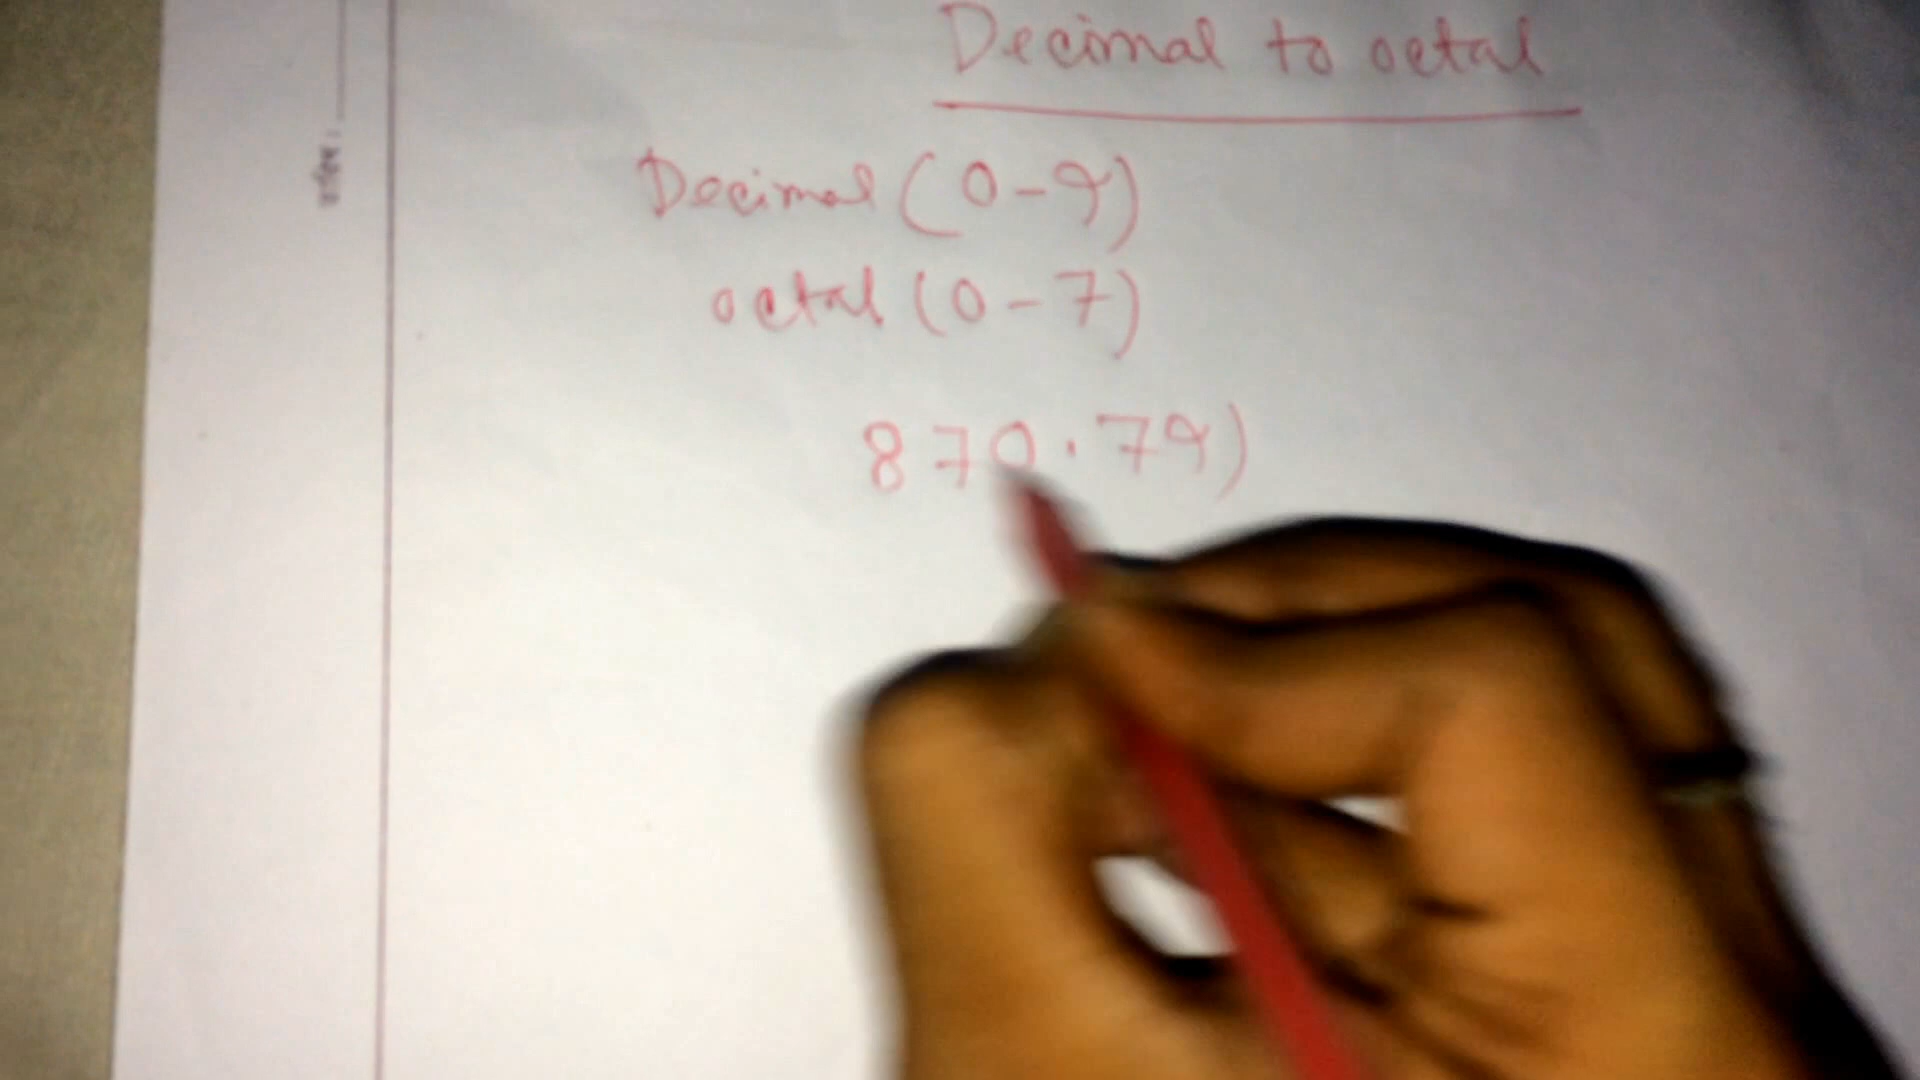 Decimal to octal
Decimal (0-9)
octal (0-7)
870.79)